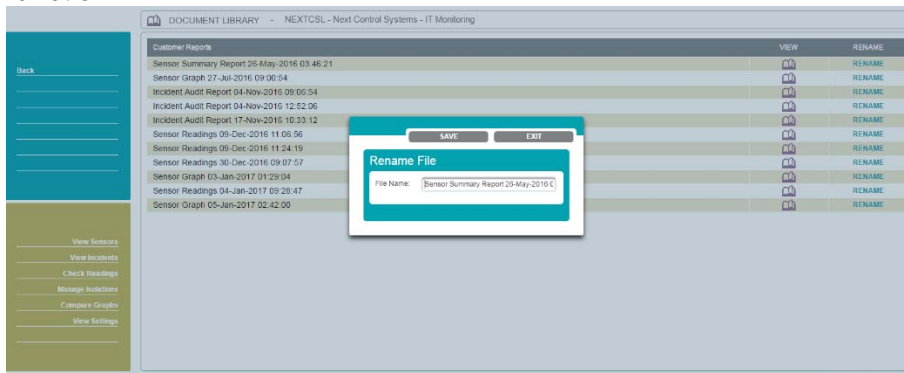 DOCUMENT LIBRARY - NEXTCSL - Next Control Systems - IT Monitoring
Back
Customer Reports VIEW RENAME
Sensor Summary Report 26-May-2016 03:46:21 RENAME
Sensor Graph 27-Jul-2016 09:00:54 RENAME
Incident Audit Report 04-Nov-2016 09:06:54 RENAME
Incident Audit Report 04-Nov-2016 12:52:06 RENAME
Incident Audit Report 17-Nov-2016 10:33:12 RENAME
Sensor Readings 09-Dec-2016 11:06:56 RENAME
Sensor Readings 09-Dec-2016 11:24:19 RENAME
Sensor Readings 30-Dec-2016 09:07:57 RENAME
Sensor Graph 03-Jan-2017 01:29:04 RENAME
Sensor Readings 04-Jan-2017 09:28:47 RENAME
Sensor Graph 05-Jan-2017 02:42:00 RENAME
SAVE EXIT
Rename File
File Name: Sensor Summary Report 26-May-2016 0
View Sensors
View Incidents
Check Readings
Manage Isolations
Compare Graphs
View Settings